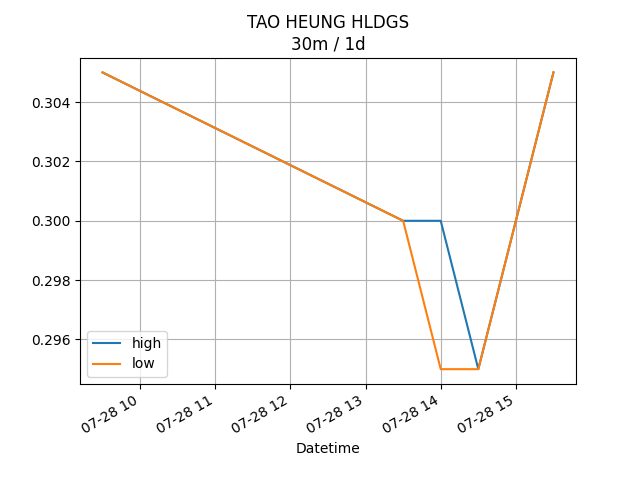 TAO HEUNG HLDGS
30m / 1d
0.304
0.302
0.300
0.298
0.296
high
low
07-28 10
07-28 11
07-28 12
07-28 13
07-28 14
07-28 15
Datetime